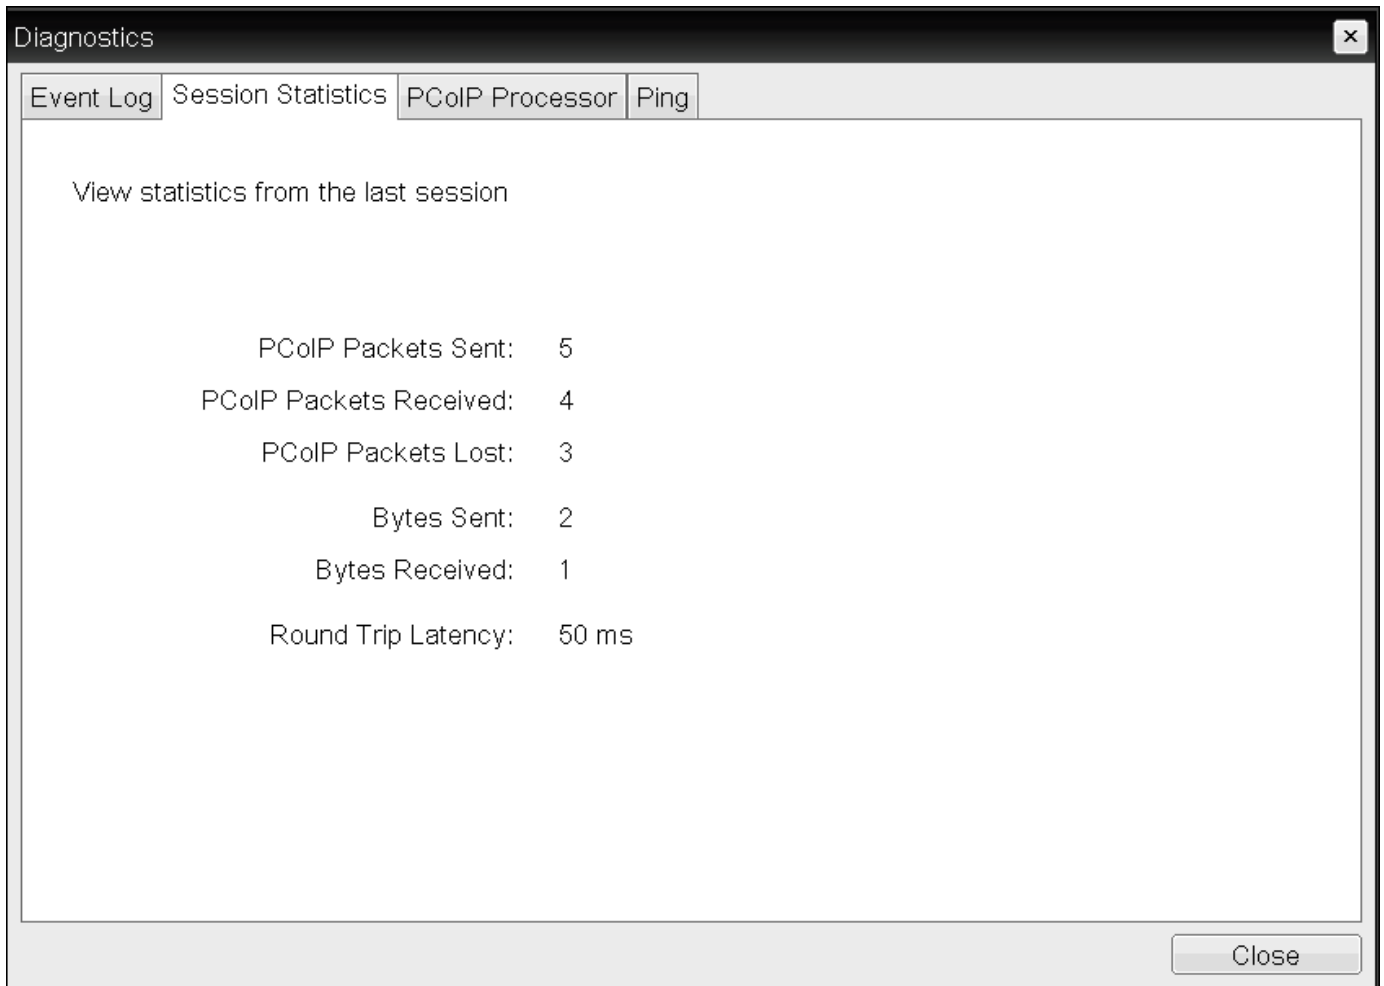 Diagnostics
Event Log Session Statistics PCoIP Processor Ping
View statistics from the last session
PCoIP Packets Sent: 5
PCoIP Packets Received: 4
PCoIP Packets Lost: 3
Bytes Sent: 2
Bytes Received: 1
Round Trip Latency: 50 ms
Close